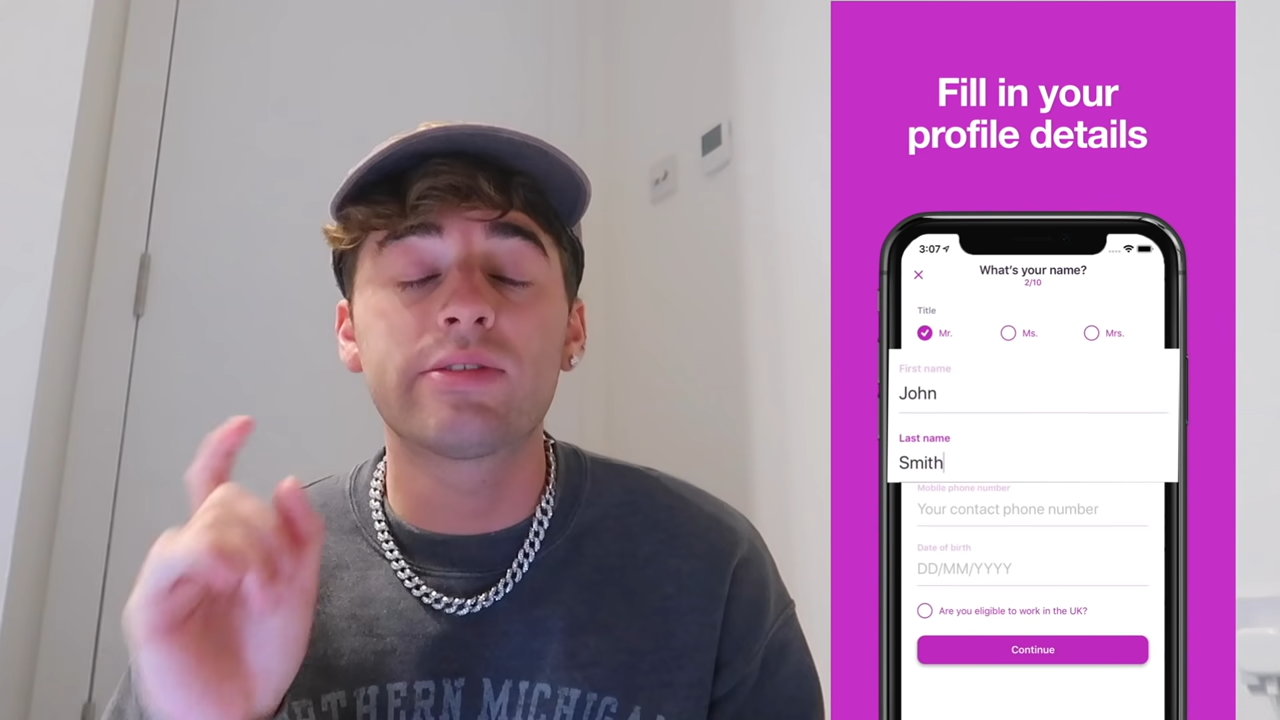 Fill in your
profile details
3:07
What's your name?
2/10
Title
Mr.
Ms.
Mrs.
First name
John
Last name
Smith
Mobile phone number
Your contact phone number
Date of birth
DD/MM/YYYY
Are you eligible to work in the UK?
Continue
NORTHERN MICHIGAN